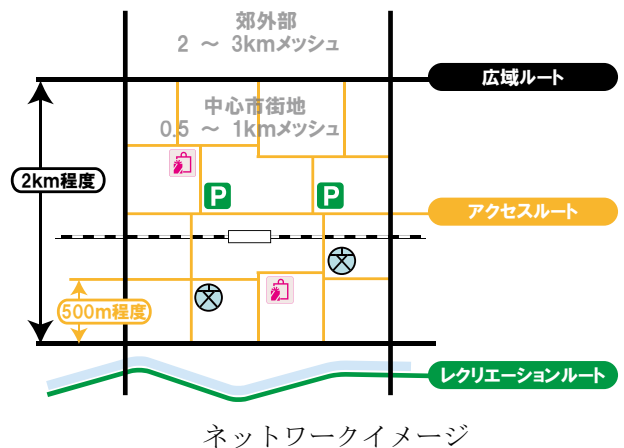 郊外部
2 ～ 3kmメッシュ
広域ルート
中心市街地
0.5 ～ 1kmメッシュ
2km程度
P
P
アクセスルート
文
文
500m程度
レクリエーションルート
ネットワークイメージ